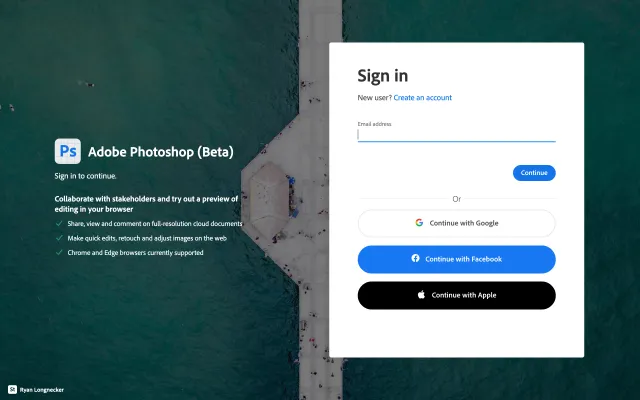 Ps Adobe Photoshop (Beta)
Sign in to continue.
Collaborate with stakeholders and try out a preview of
editing in your browser
Share, view and comment on full-resolution cloud documents
Make quick edits, retouch and adjust images on the web
Chrome and Edge browsers currently supported
St Ryan Longnecker
Sign in
New user? Create an account
Email address
Continue
Or
Continue with Google
Continue with Facebook
Continue with Apple